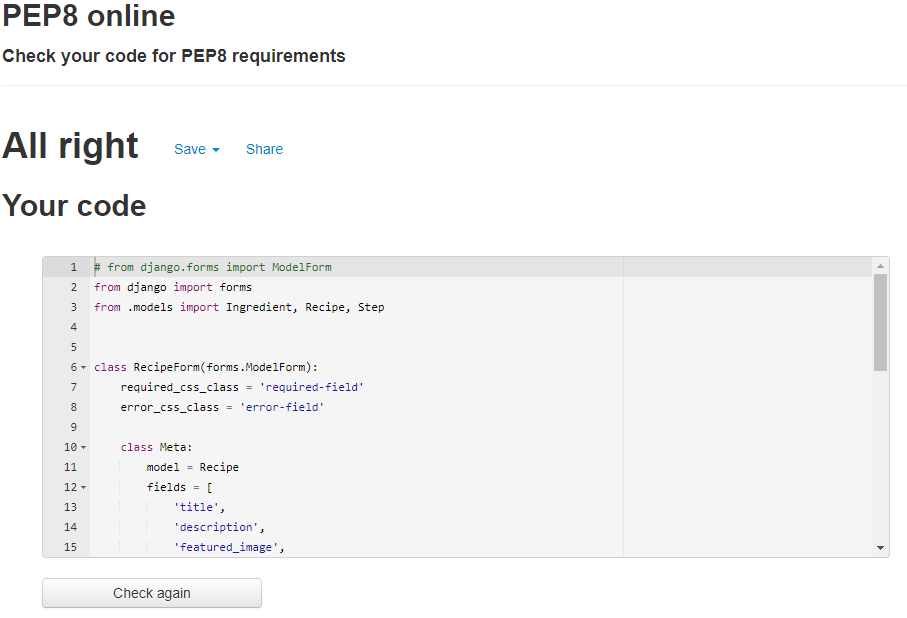 PEP8 online
Check your code for PEP8 requirements
All right Save Share
Your code
1 # from django.forms import ModelForm
2 from django import forms
3 from .models import Ingredient, Recipe, Step
4
5
6 class RecipeForm(forms.ModelForm):
7     required_css_class = 'required-field'
8     error_css_class = 'error-field'
9
10     class Meta:
11         model = Recipe
12         fields = [
13             'title',
14             'description',
15             'featured_image',
Check again